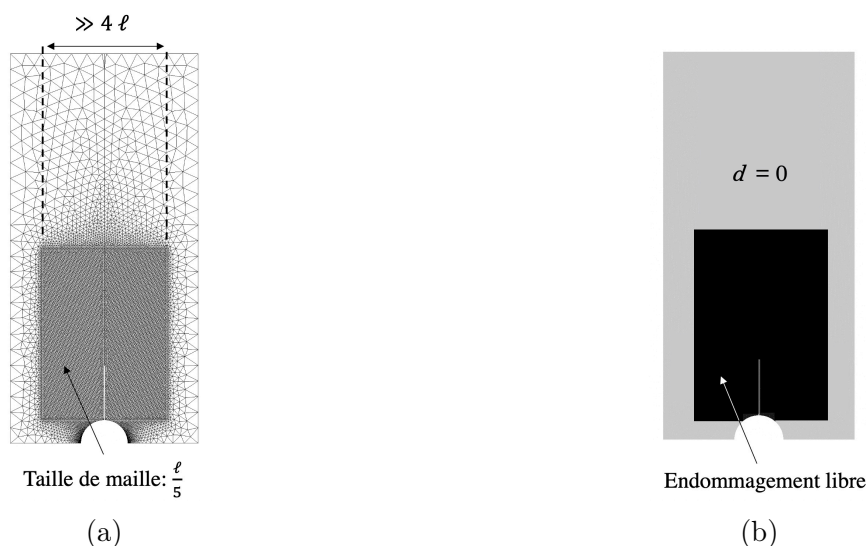 ≫ 4 ℓ
d = 0
Taille de maille: ℓ/5
Endommagement libre
(a)
(b)